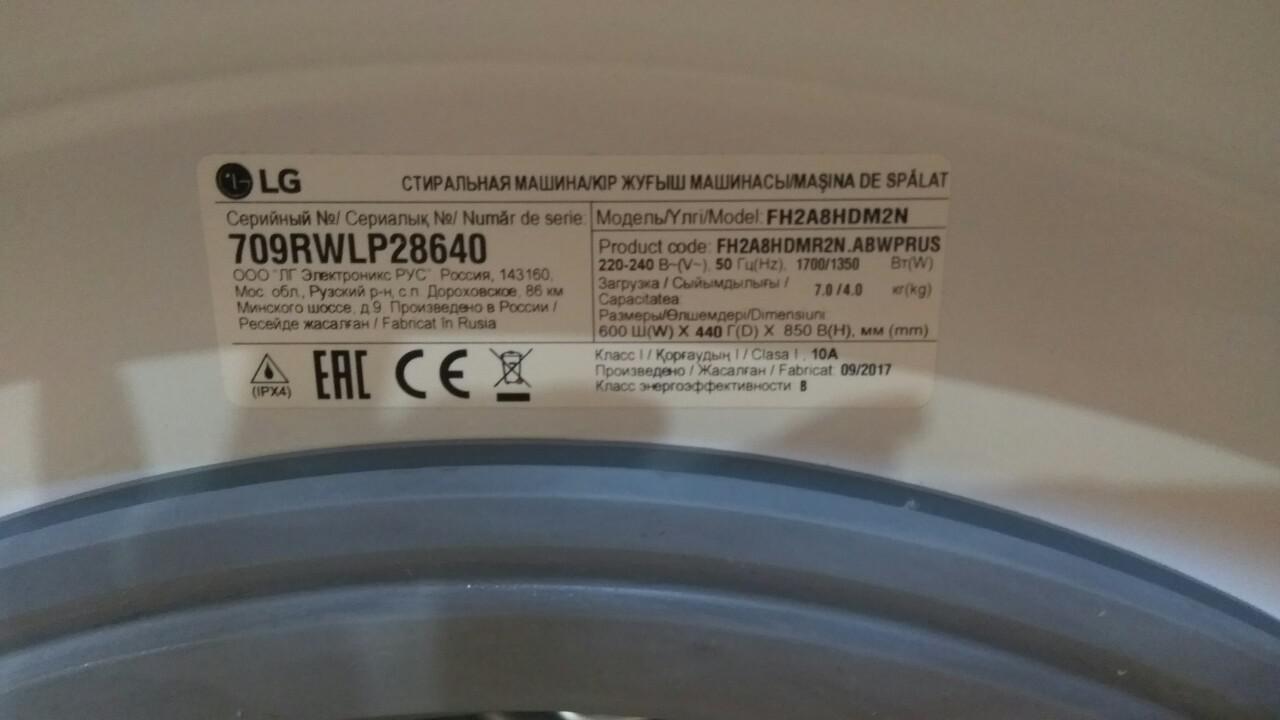 LG
СТИРАЛЬНАЯ МАШИНА/КІР ЖУҒЫШ МАШИНАСЫ/MAŞINA DE SPĂLAT
Серийный №/ Сериалық №/ Număr de serie:
709RWLP28640
ООО "ЛГ Электроникс РУС" Россия, 143160,
Мос. обл., Рузский р-н, с.п. Дороховское, 86 км
Минского шоссе, д.9. Произведено в России /
Ресейде жасалған / Fabricat în Rusia
Модель/Үлгі/Model: FH2A8HDM2N
Product code: FH2A8HDMR2N.ABWPRUS
220-240 В~(V~), 50 Гц(Hz), 1700/1350 Вт(W)
Загрузка / Сыйымдылығы /
Capacitatea: 7.0 /4.0 кг(kg)
Размеры/Өлшемдері/Dimensiuni:
600 Ш(W) X 440 Г(D) X 850 В(H), мм (mm)
(IPX4)
EAC CE
Класс I / Қорғаудың I / Clasa I , 10A
Произведено / Жасалған / Fabricat: 09/2017
Класс энергоэффективности: B